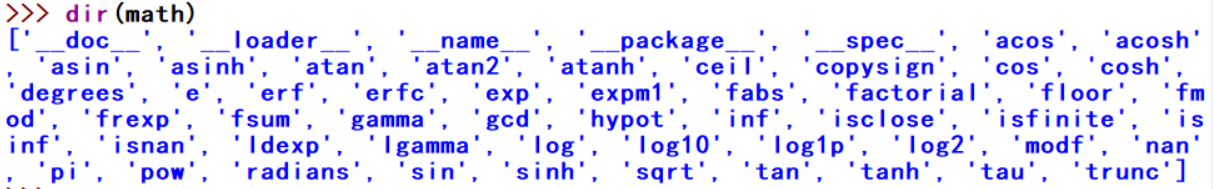 >>> dir(math)
['__doc__', '__loader__', '__name__', '__package__', '__spec__', 'acos', 'acosh'
, 'asin', 'asinh', 'atan', 'atan2', 'atanh', 'ceil', 'copysign', 'cos', 'cosh',
'degrees', 'e', 'erf', 'erfc', 'exp', 'expm1', 'fabs', 'factorial', 'floor', 'fm
od', 'frexp', 'fsum', 'gamma', 'gcd', 'hypot', 'inf', 'isclose', 'isfinite', 'is
inf', 'isnan', 'ldexp', 'lgamma', 'log', 'log10', 'log1p', 'log2', 'modf', 'nan'
, 'pi', 'pow', 'radians', 'sin', 'sinh', 'sqrt', 'tan', 'tanh', 'tau', 'trunc']